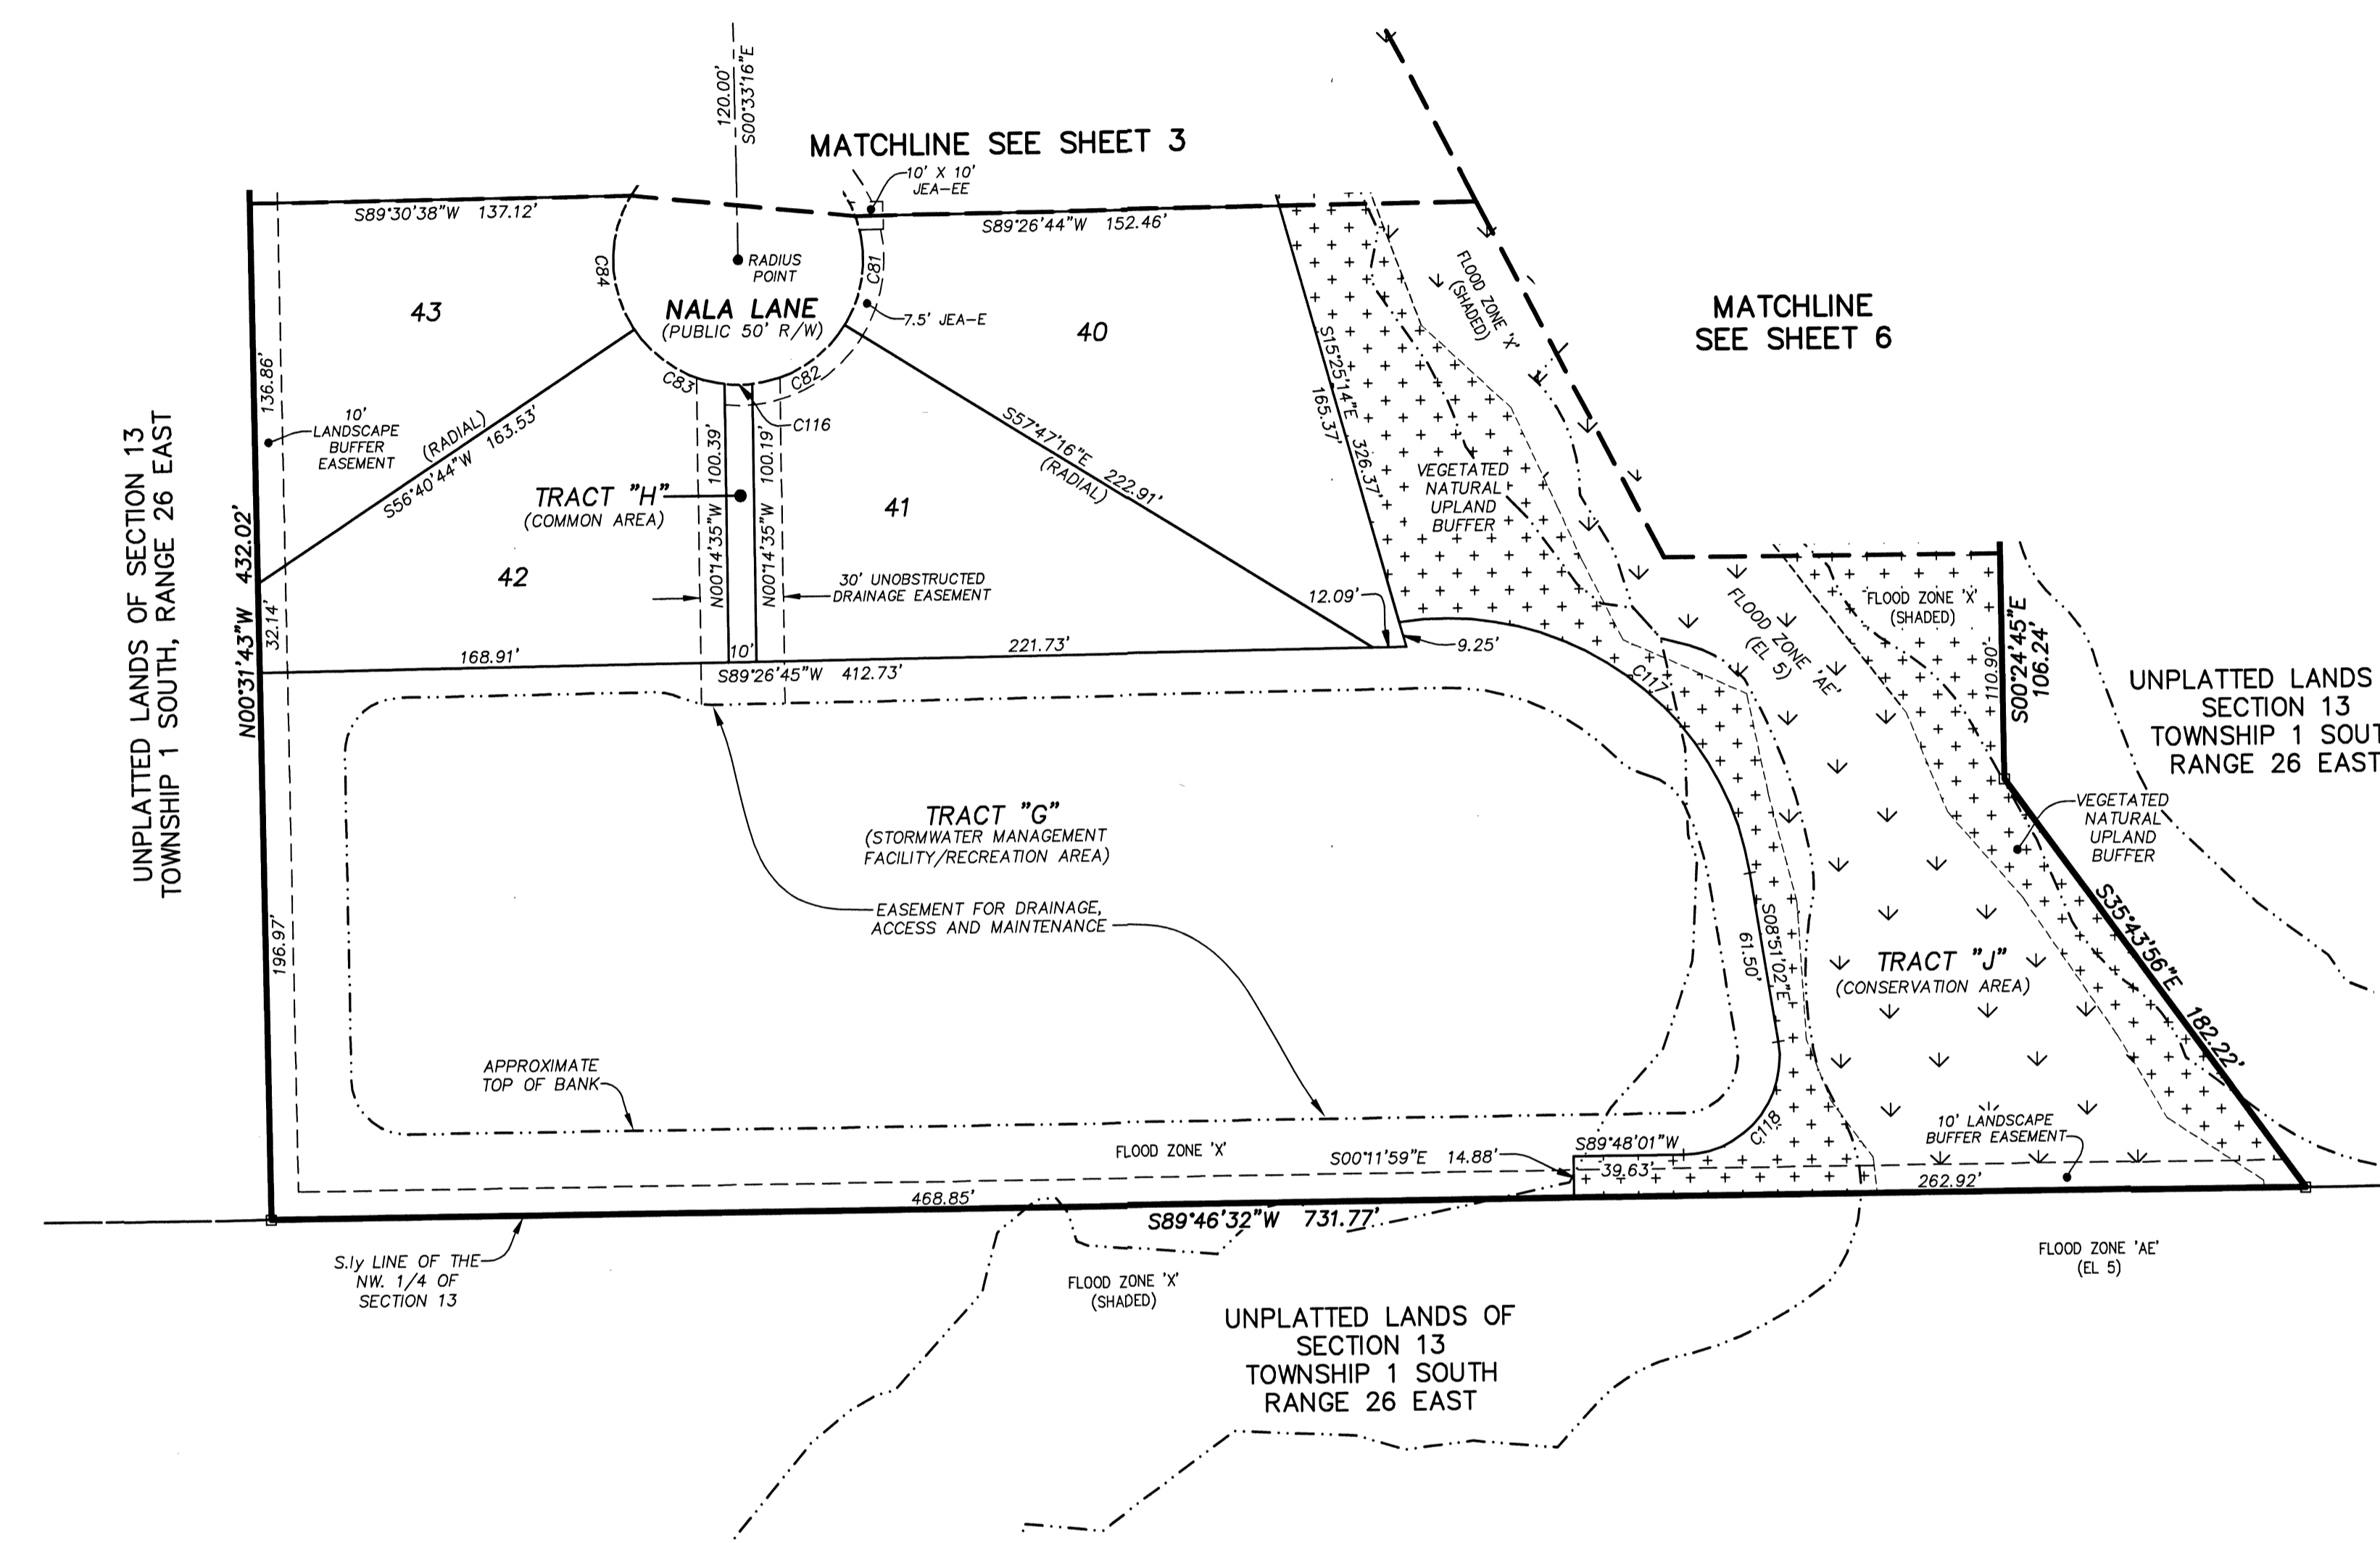 120.00'
S00°33'16"E
MATCHLINE SEE SHEET 3
10' X 10'
JEA-EE
S89°30'38"W 137.12'
S89°26'44"W 152.46'
C84
RADIUS
POINT
C81
NALA LANE
(PUBLIC 50' R/W)
7.5' JEA-E
43
40
FLOOD ZONE 'X'
(SHADED)
MATCHLINE
SEE SHEET 6
136.86'
10'
LANDSCAPE
BUFFER
EASEMENT
(RADIAL)
S56°40'44"W 163.53'
C83
C82
C116
S57°47'16"E 222.91'
(RADIAL)
S15°25'14"E 326.37'
165.37'
VEGETATED
NATURAL
UPLAND
BUFFER
UNPLATTED LANDS OF SECTION 13
TOWNSHIP 1 SOUTH, RANGE 26 EAST
N00°31'43"W 432.02'
TRACT "H"
(COMMON AREA)
N00°14'35"W 100.39'
N00°14'35"W 100.19'
41
42
30' UNOBSTRUCTED
DRAINAGE EASEMENT
32.14'
12.09'
9.25'
168.91'
10'
221.73'
S89°26'45"W 412.73'
C117
FLOOD ZONE 'AE'
(EL 5)
FLOOD ZONE 'X'
(SHADED)
110.90'
S00°24'45"E
106.24'
UNPLATTED LANDS
SECTION 13
TOWNSHIP 1 SOUT
RANGE 26 EAST
VEGETATED
NATURAL
UPLAND
BUFFER
TRACT "G"
(STORMWATER MANAGEMENT
FACILITY/RECREATION AREA)
EASEMENT FOR DRAINAGE,
ACCESS AND MAINTENANCE
196.97'
S08°51'02"E
61.50'
TRACT "J"
(CONSERVATION AREA)
S35°43'56"E 182.22'
APPROXIMATE
TOP OF BANK
FLOOD ZONE 'X'
S00°11'59"E 14.88'
S89°48'01"W
39.63'
C118
10' LANDSCAPE
BUFFER EASEMENT
468.85'
262.92'
S89°46'32"W 731.77'
S.ly LINE OF THE
NW. 1/4 OF
SECTION 13
FLOOD ZONE 'X'
(SHADED)
FLOOD ZONE 'AE'
(EL 5)
UNPLATTED LANDS OF
SECTION 13
TOWNSHIP 1 SOUTH
RANGE 26 EAST